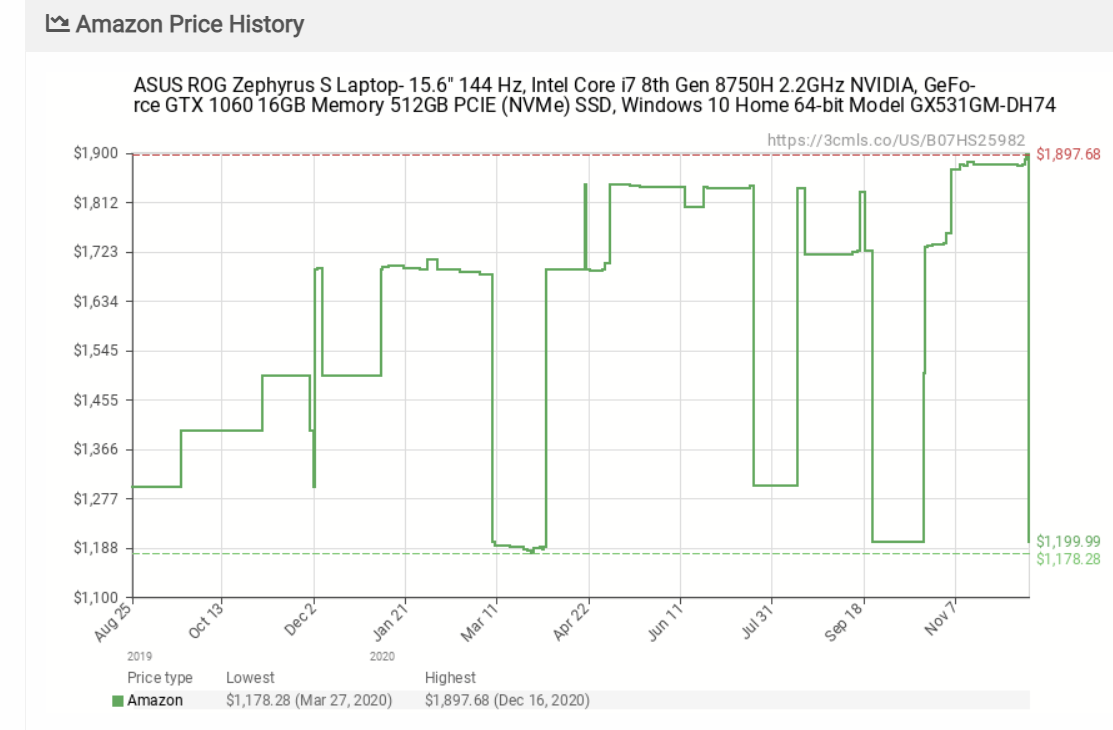 Amazon Price History
ASUS ROG Zephyrus S Laptop- 15.6" 144 Hz, Intel Core i7 8th Gen 8750H 2.2GHz NVIDIA, GeFo-
rce GTX 1060 16GB Memory 512GB PCIE (NVMe) SSD, Windows 10 Home 64-bit Model GX531GM-DH74
https://3cmls.co/US/B07HS25982
$1,900
$1,897.68
$1,812
$1,723
$1,634
$1,545
$1,455
$1,366
$1,277
$1,188
$1,199.99
$1,178.28
$1,100
Aug 25
Oct 13
Dec 2
Jan 21
Mar 11
Apr 22
Jun 11
Jul 31
Sep 18
Nov 7
2019
2020
Price type Lowest Highest
Amazon $1,178.28 (Mar 27, 2020) $1,897.68 (Dec 16, 2020)